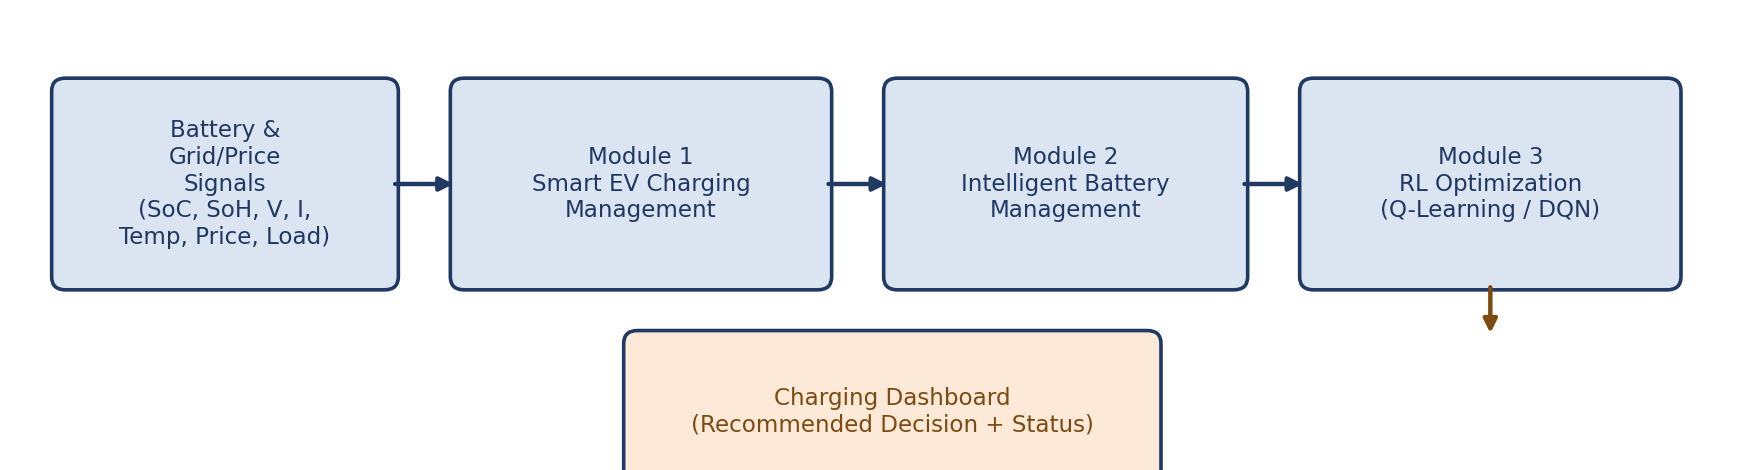 Battery &
Grid/Price
Signals
(SoC, SoH, V, I,
Temp, Price, Load)
Module 1
Smart EV Charging
Management
Module 2
Intelligent Battery
Management
Module 3
RL Optimization
(Q-Learning / DQN)
Charging Dashboard
(Recommended Decision + Status)